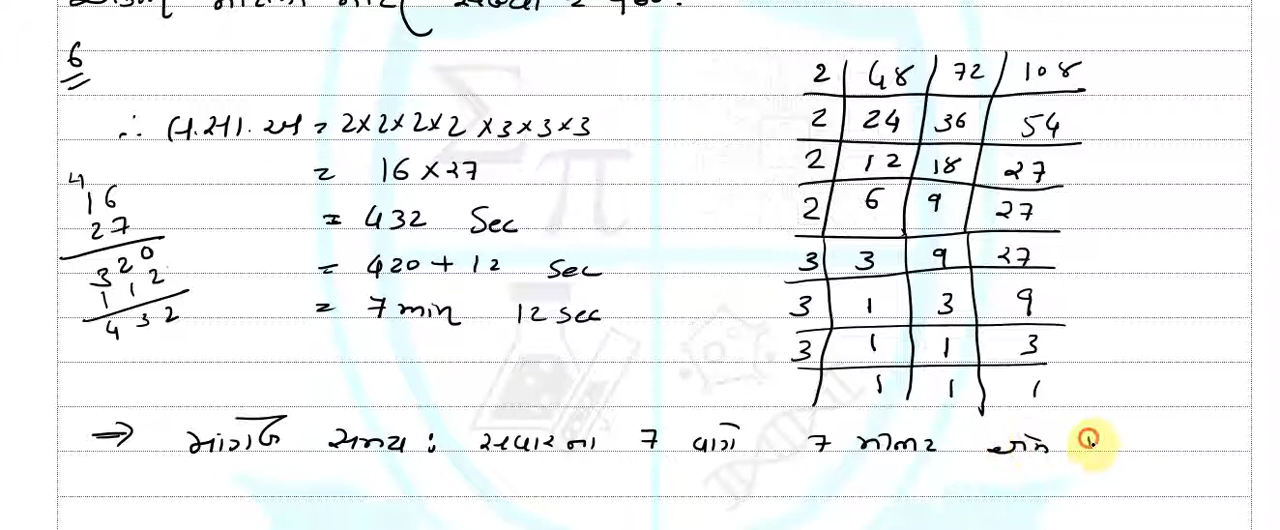 6
∴ લ.સા.અ. = 2×2×2×2×3×3×3
= 16×27
= 432 Sec
= 420 + 12 Sec
= 7 min 12 Sec
4
16
27
320
112
432
2 | 48 | 72 | 108
2 | 24 | 36 | 54
2 | 12 | 18 | 27
2 | 6 | 9 | 27
3 | 3 | 9 | 27
3 | 1 | 3 | 9
3 | 1 | 1 | 3
1 | 1 | 1
⇒ સમય : સવારના 7 વાગે 7 મીનટ અને